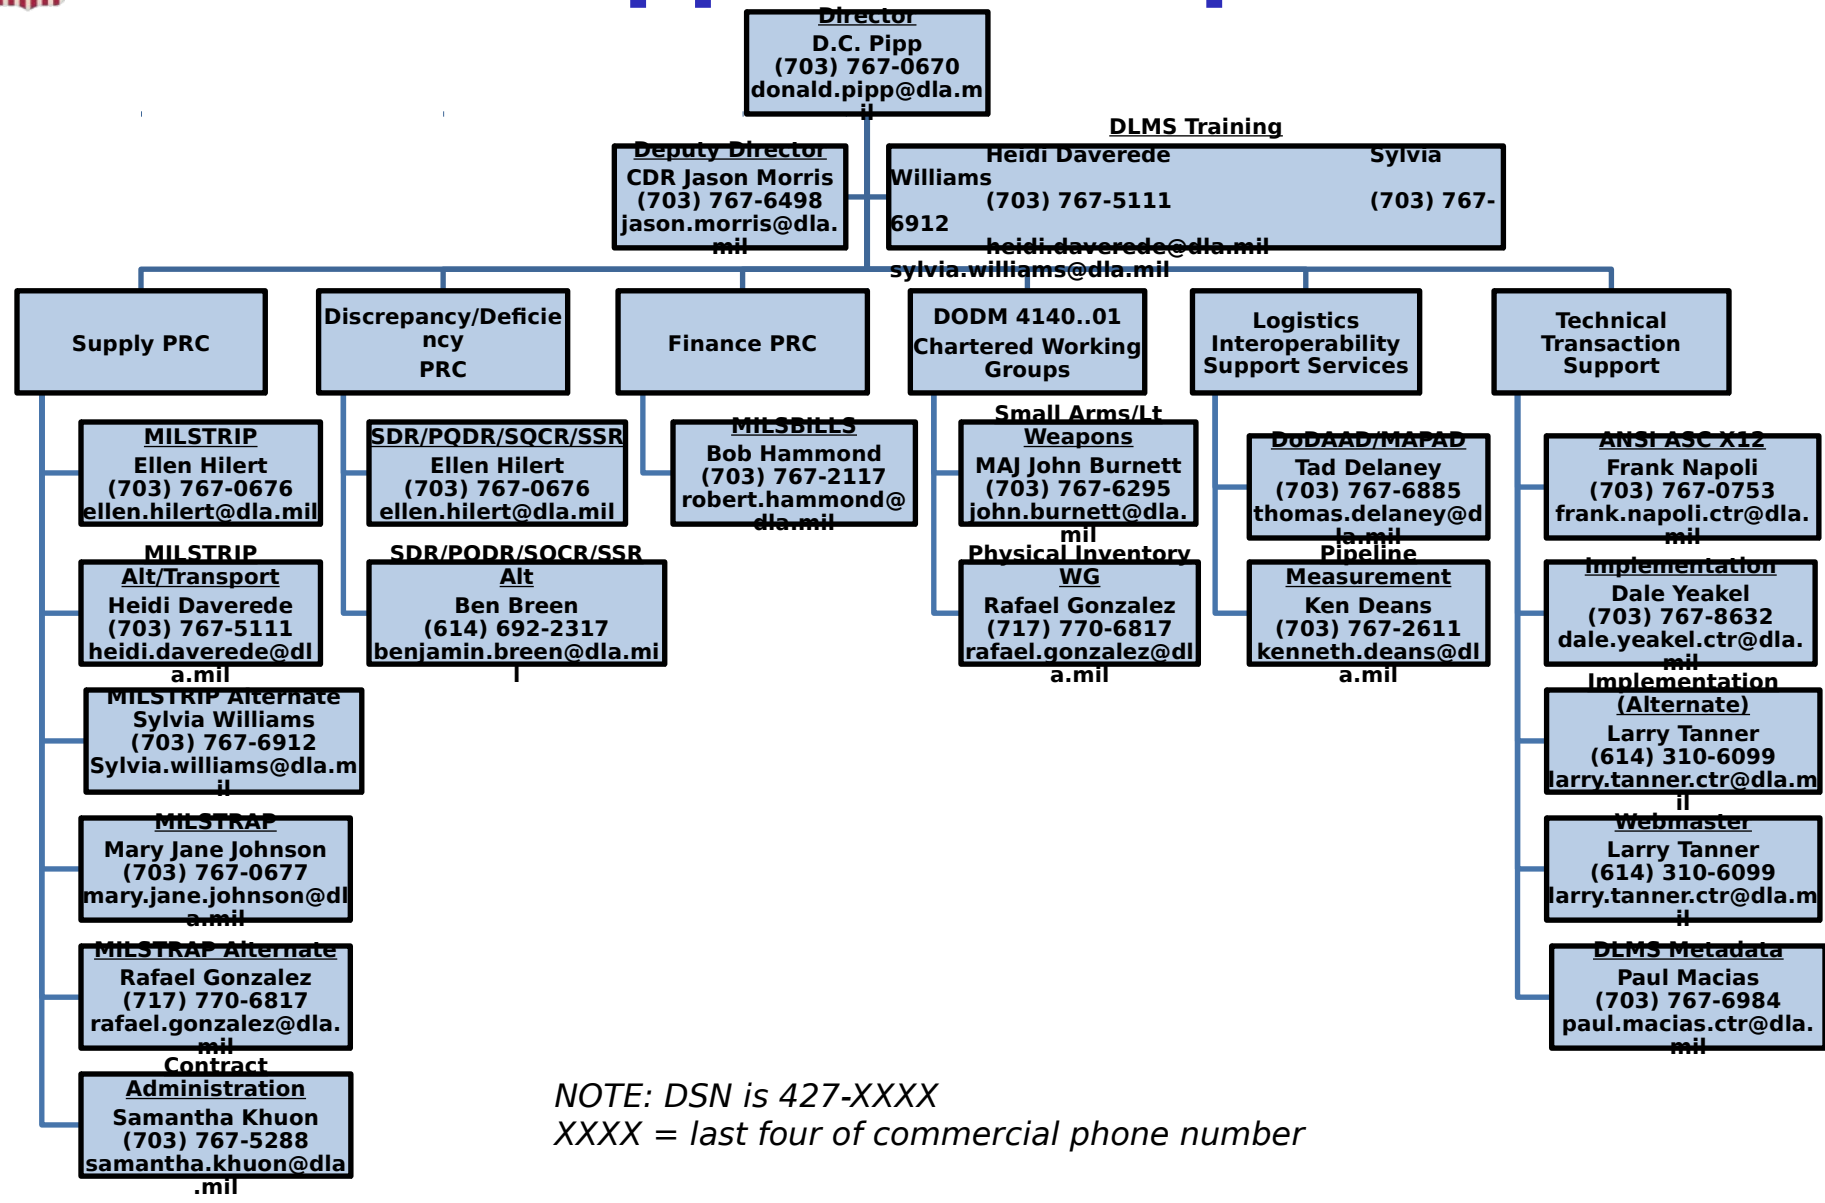 Director
D.C. Pipp
(703) 767-0670
donald.pipp@dla.m
il
DLMS Training
Deputy Director
CDR Jason Morris
(703) 767-6498
jason.morris@dla.
mil
Heidi Daverede Sylvia
Williams
(703) 767-5111 (703) 767-
6912
heidi.daverede@dla.mil
sylvia.williams@dla.mil
Supply PRC
Discrepancy/Deficie
ncy
PRC
Finance PRC
DODM 4140..01
Chartered Working
Groups
Logistics
Interoperability
Support Services
Technical
Transaction
Support
MILSTRIP
Ellen Hilert
(703) 767-0676
ellen.hilert@dla.mil
MILSTRIP
Alt/Transport
Heidi Daverede
(703) 767-5111
heidi.daverede@dl
a.mil
MILSTRIP Alternate
Sylvia Williams
(703) 767-6912
Sylvia.williams@dla.m
il
MILSTRAP
Mary Jane Johnson
(703) 767-0677
mary.jane.johnson@dl
a.mil
MILSTRAP Alternate
Rafael Gonzalez
(717) 770-6817
rafael.gonzalez@dla.
mil
Contract
Administration
Samantha Khuon
(703) 767-5288
samantha.khuon@dla
.mil
SDR/PQDR/SQCR/SSR
Ellen Hilert
(703) 767-0676
ellen.hilert@dla.mil
SDR/PQDR/SQCR/SSR
Alt
Ben Breen
(614) 692-2317
benjamin.breen@dla.mi
l
MILSBILLS
Bob Hammond
(703) 767-2117
robert.hammond@
dla.mil
Small Arms/Lt
Weapons
MAJ John Burnett
(703) 767-6295
john.burnett@dla.
mil
Physical Inventory
WG
Rafael Gonzalez
(717) 770-6817
rafael.gonzalez@dl
a.mil
DoDAAD/MAPAD
Tad Delaney
(703) 767-6885
thomas.delaney@d
la.mil
Pipeline
Measurement
Ken Deans
(703) 767-2611
kenneth.deans@dl
a.mil
ANSI ASC X12
Frank Napoli
(703) 767-0753
frank.napoli.ctr@dla.
mil
Implementation
Dale Yeakel
(703) 767-8632
dale.yeakel.ctr@dla.
mil
Implementation
(Alternate)
Larry Tanner
(614) 310-6099
larry.tanner.ctr@dla.m
il
Webmaster
Larry Tanner
(614) 310-6099
larry.tanner.ctr@dla.m
il
DLMS Metadata
Paul Macias
(703) 767-6984
paul.macias.ctr@dla.
mil
NOTE: DSN is 427-XXXX
XXXX = last four of commercial phone number